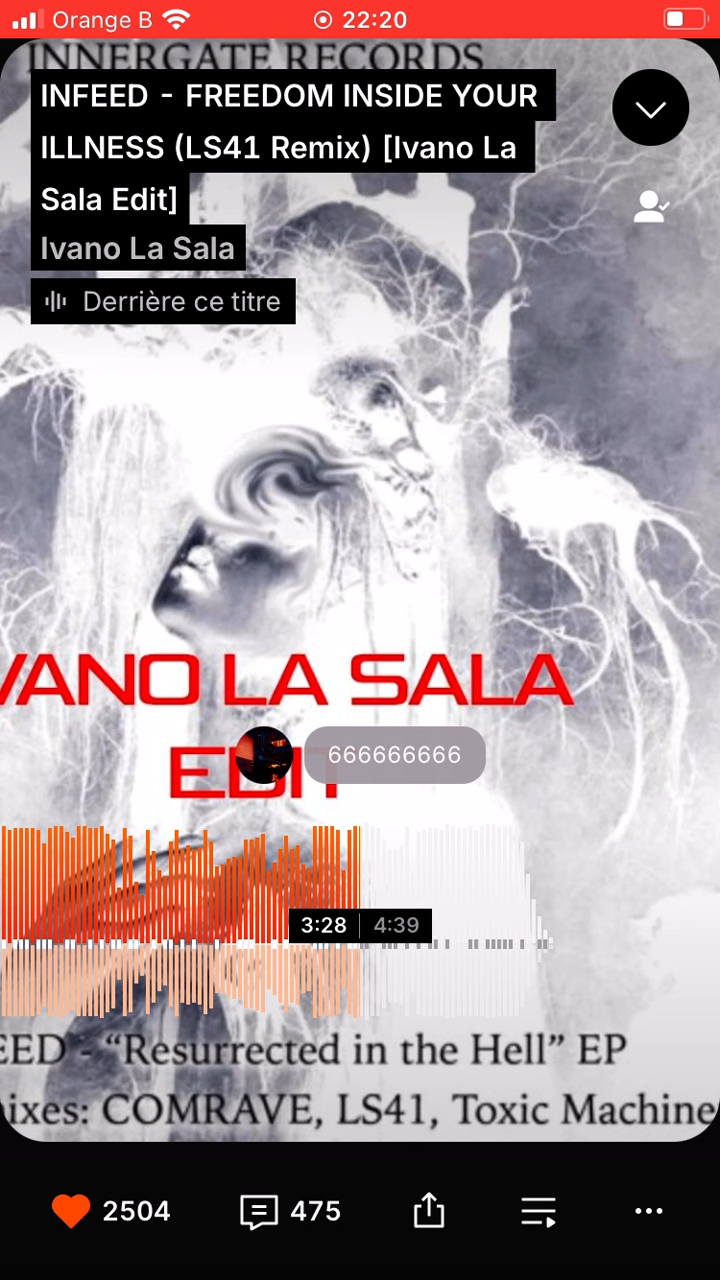 Orange B
22:20
INNERGATE RECORDS
INFEED - FREEDOM INSIDE YOUR
ILLNESS (LS41 Remix) [Ivano La
Sala Edit]
Ivano La Sala
Derrière ce titre
VANO LA SALA
EDIT
666666666
3:28 4:39
EED - “Resurrected in the Hell” EP
ixes: COMRAVE, LS41, Toxic Machine
2504
475